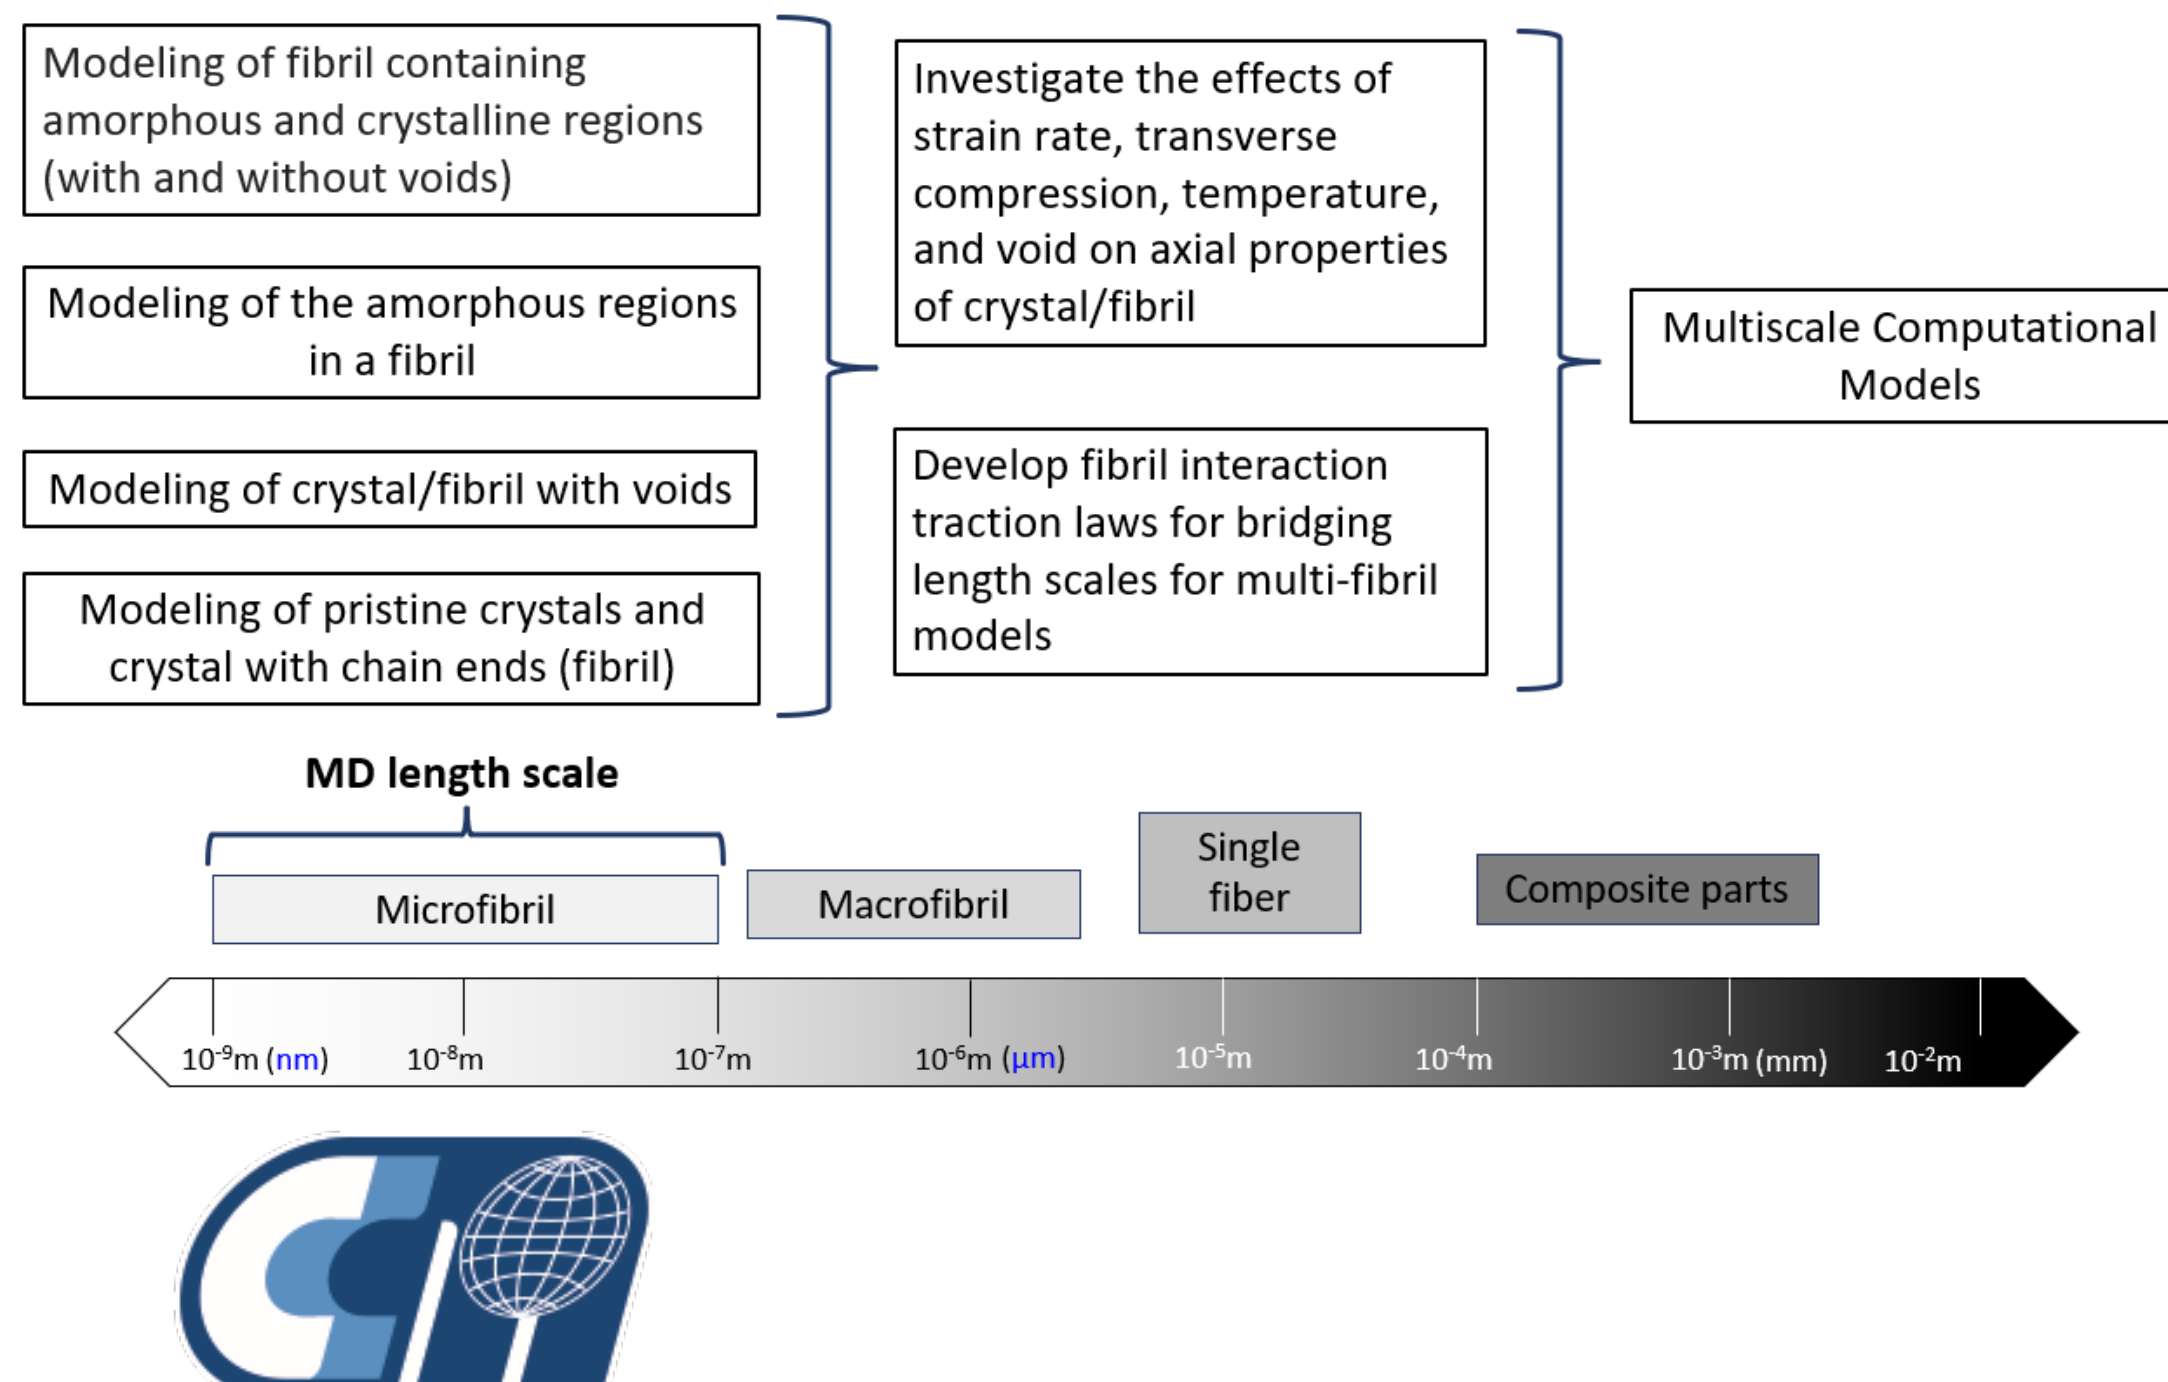 Modeling of fibril containing
amorphous and crystalline regions
(with and without voids)
Modeling of the amorphous regions
in a fibril
Modeling of crystal/fibril with voids
Modeling of pristine crystals and
crystal with chain ends (fibril)
Investigate the effects of
strain rate, transverse
compression, temperature,
and void on axial properties
of crystal/fibril
Develop fibril interaction
traction laws for bridging
length scales for multi-fibril
models
Multiscale Computational
Models
MD length scale
Microfibril
Macrofibril
Single
fiber
Composite parts
10⁻⁹m (nm)
10⁻⁸m
10⁻⁷m
10⁻⁶m (μm)
10⁻⁵m
10⁻⁴m
10⁻³m (mm)
10⁻²m